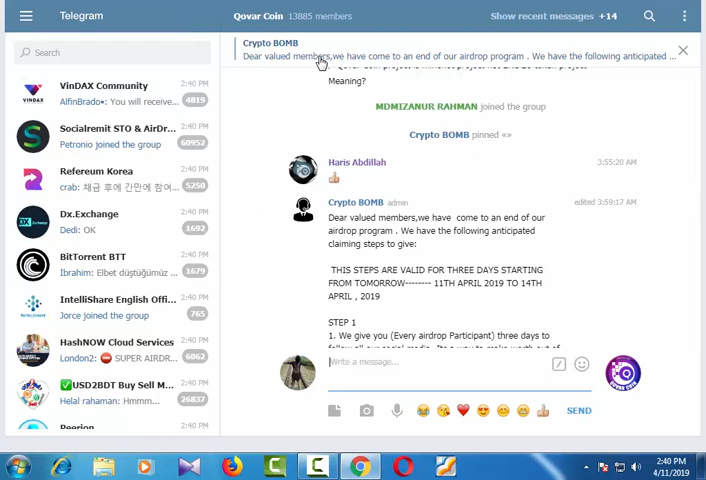 Telegram
Qovar Coin 13885 members
Show recent messages +14
Search
Crypto BOMB
Dear valued members,we have come to an end of our airdrop program . We have the following anticipated ...
VinDAX Community 2:40 PM
AlfinBrado•: You will receive... 4819
Socialremit STO & AirDr... 2:40 PM
Petronio joined the group 60952
Refereum Korea 2:40 PM
crab: 채금 후에 간만에 참여... 5250
Dx.Exchange 2:40 PM
Dedi: OK 1692
BitTorrent BTT 2:40 PM
İbrahim: Elbet düştüğümüz ... 1679
IntelliShare English Offi... 2:40 PM
Jorce joined the group 765
HashNOW Cloud Services 2:40 PM
London2: ⛔ SUPER AIRDR... 6062
✅USD2BDT Buy Sell M... 2:40 PM
Helal rahaman: Hmmm... 26837
Peerion 2:40 PM
Meaning?
MDMIZANUR RAHMAN joined the group
Crypto BOMB pinned «»
Haris Abdillah 3:55:20 AM
👍
Crypto BOMB admin edited 3:59:17 AM
Dear valued members,we have come to an end of our
airdrop program . We have the following anticipated
claiming steps to give:
THIS STEPS ARE VALID FOR THREE DAYS STARTING
FROM TOMORROW-------- 11TH APRIL 2019 TO 14TH
APRIL , 2019
STEP 1
1. We give you (Every airdrop Participant) three days to
Write a message...
SEND
2:40 PM
4/11/2019